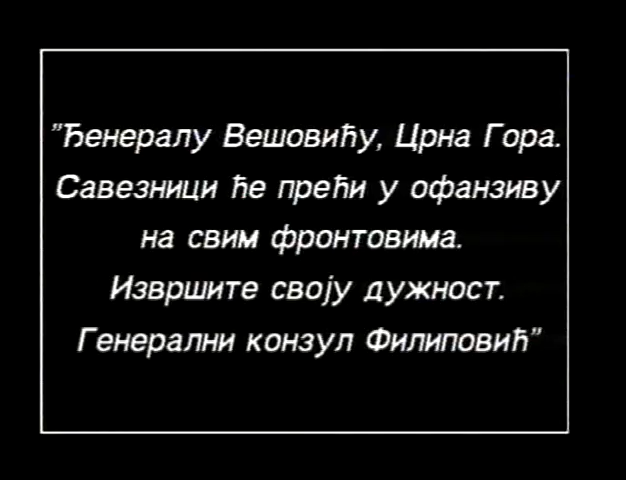 "Ђенералу Вешовићу, Црна Гора.
Савезници ће прећи у офанзиву
на свим фронтовима.
Извршите своју дужност.
Генерални конзул Филиповић"